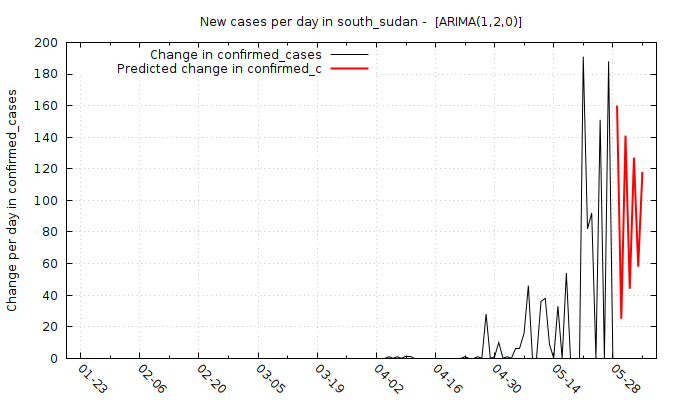 New cases per day in south_sudan - [ARIMA(1,2,0)]
Change in confirmed_cases
Predicted change in confirmed_c
Change per day in confirmed_cases
200
180
160
140
120
100
80
60
40
20
0
01-23 02-06 02-20 03-05 03-19 04-02 04-16 04-30 05-14 05-28